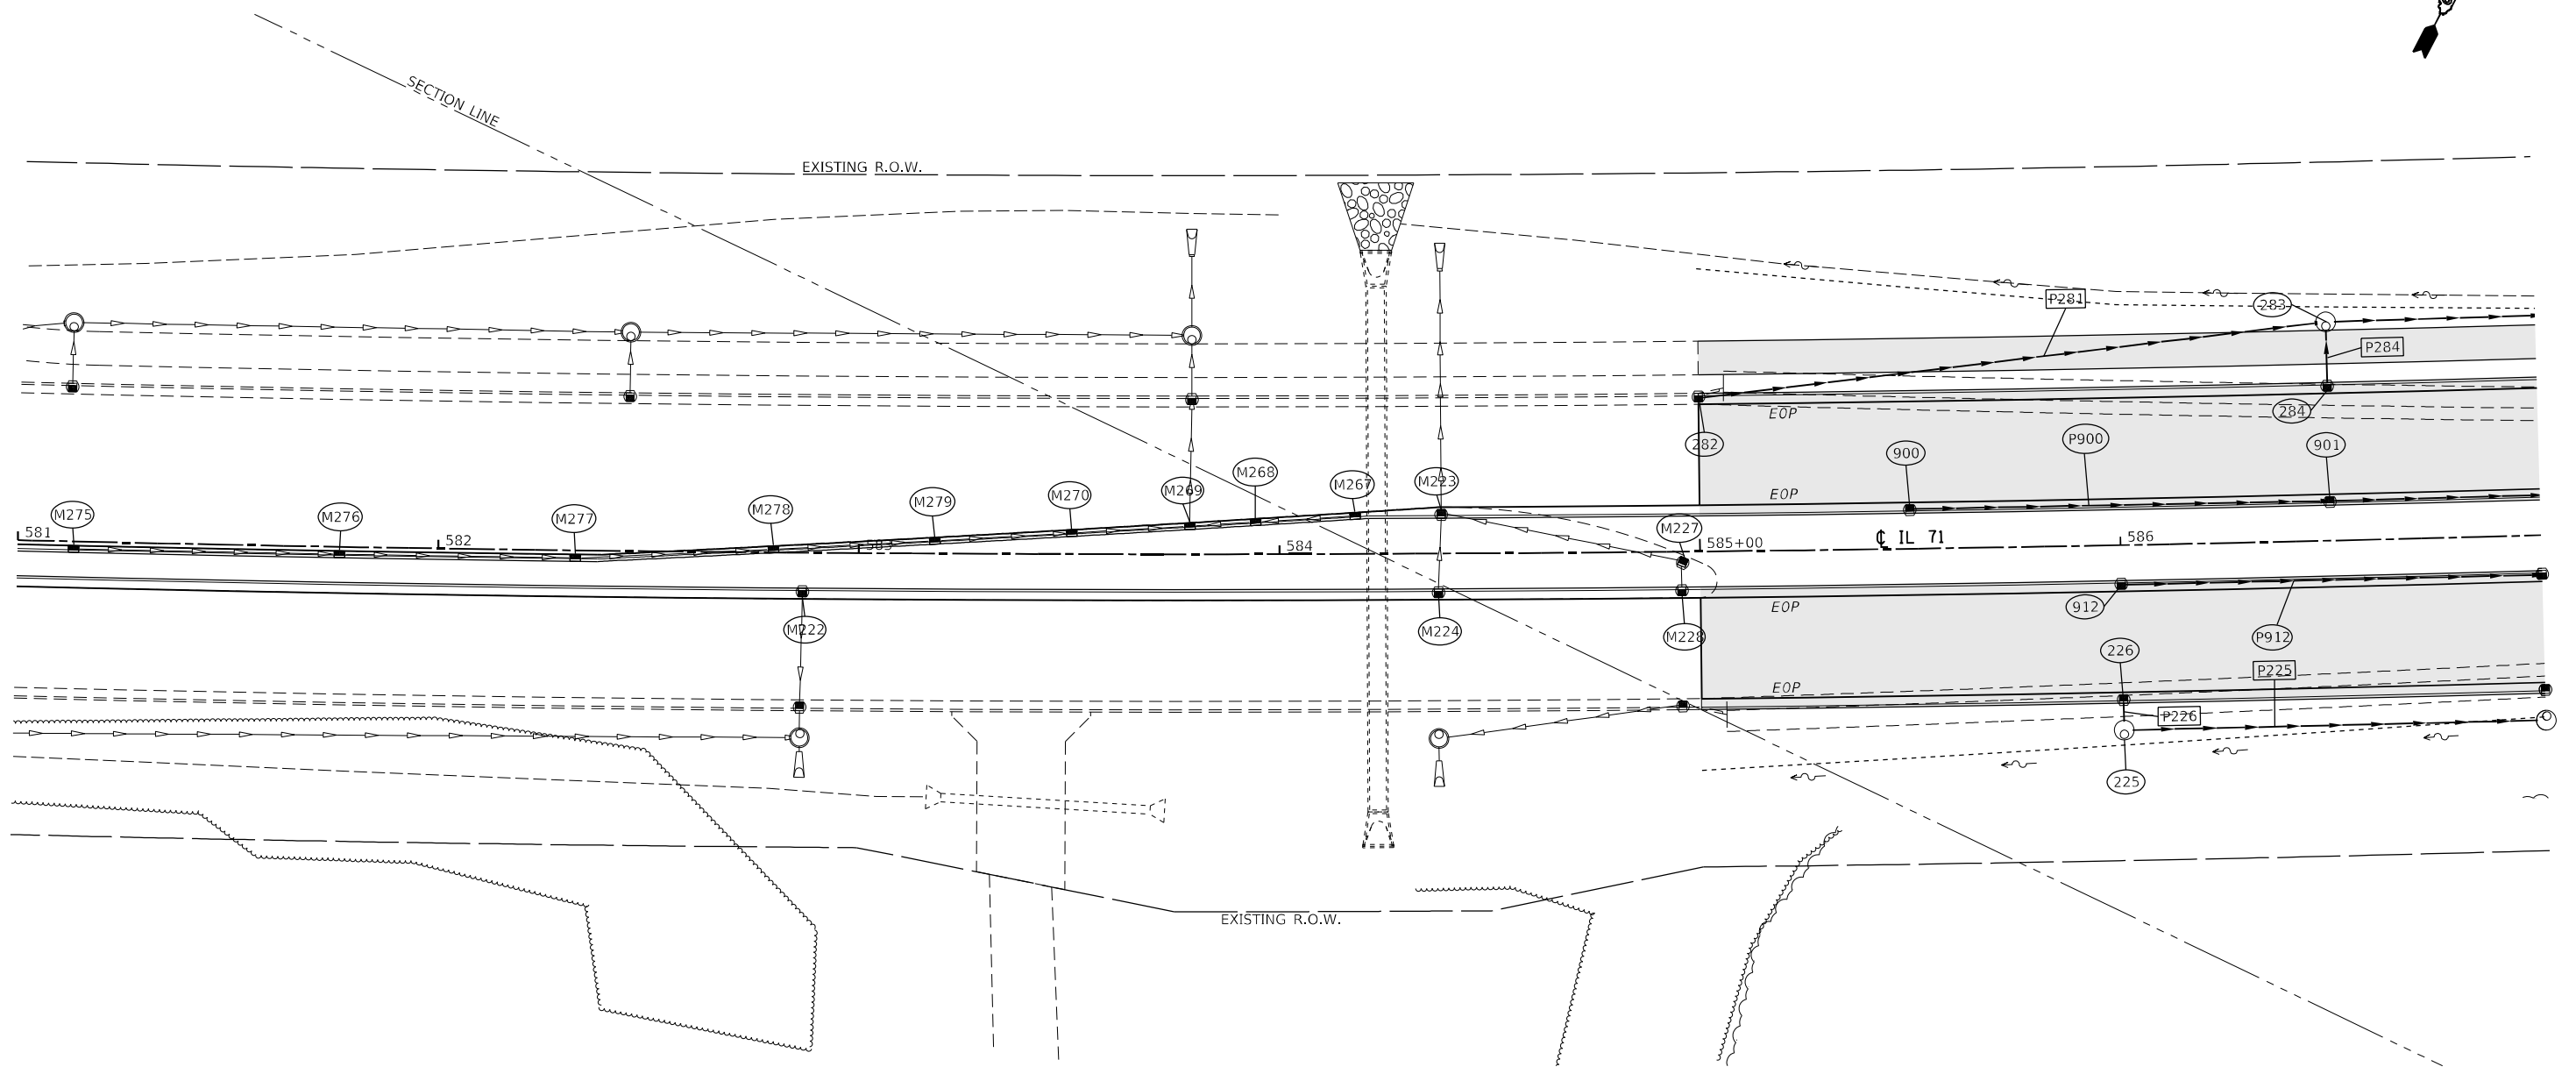 SECTION LINE
EXISTING R.O.W.
P281
283
P284
284
EOP
282
900
P900
901
EOP
M275
M276
M277
M278
M279
M270
M269
M268
M267
M223
M227
581
582
583
584
585+00
℄ IL 71
586
M222
M224
M228
EOP
912
P912
226
P225
EOP
P226
225
EXISTING R.O.W.